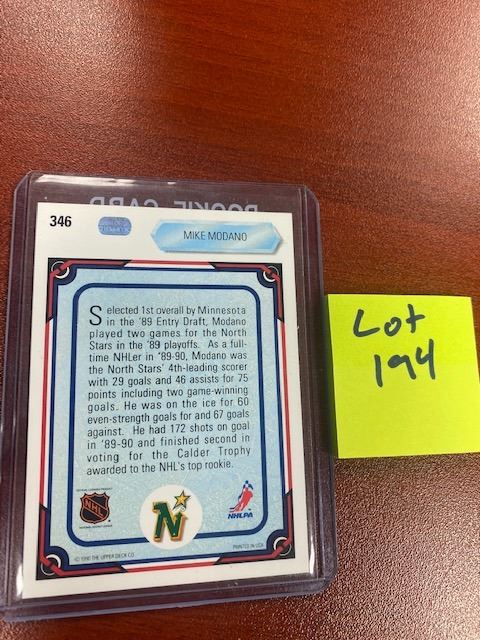 ROOKIE CARD
346
MIKE MODANO
Selected 1st overall by Minnesota
in the '89 Entry Draft, Modano
played two games for the North
Stars in the '89 playoffs. As a full-
time NHLer in '89-90, Modano was
the North Stars' 4th-leading scorer
with 29 goals and 46 assists for 75
points including two game-winning
goals. He was on the ice for 60
even-strength goals for and 67 goals
against. He had 172 shots on goal
in '89-90 and finished second in
voting for the Calder Trophy
awarded to the NHL's top rookie.
NHL
N
NHLPA
© 1990 THE UPPER DECK CO.
PRINTED IN USA
Lot
194